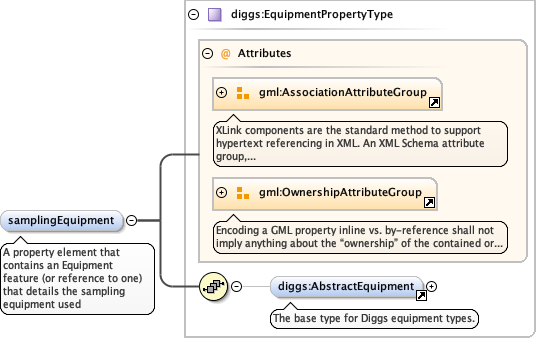 diggs:EquipmentPropertyType
@ Attributes
gml:AssociationAttributeGroup
XLink components are the standard method to support
hypertext referencing in XML. An XML Schema attribute
group,...
gml:OwnershipAttributeGroup
Encoding a GML property inline vs. by-reference shall not
imply anything about the “ownership” of the contained or...
samplingEquipment
A property element that
contains an Equipment
feature (or reference to one)
that details the sampling
equipment used
diggs:AbstractEquipment
The base type for Diggs equipment types.